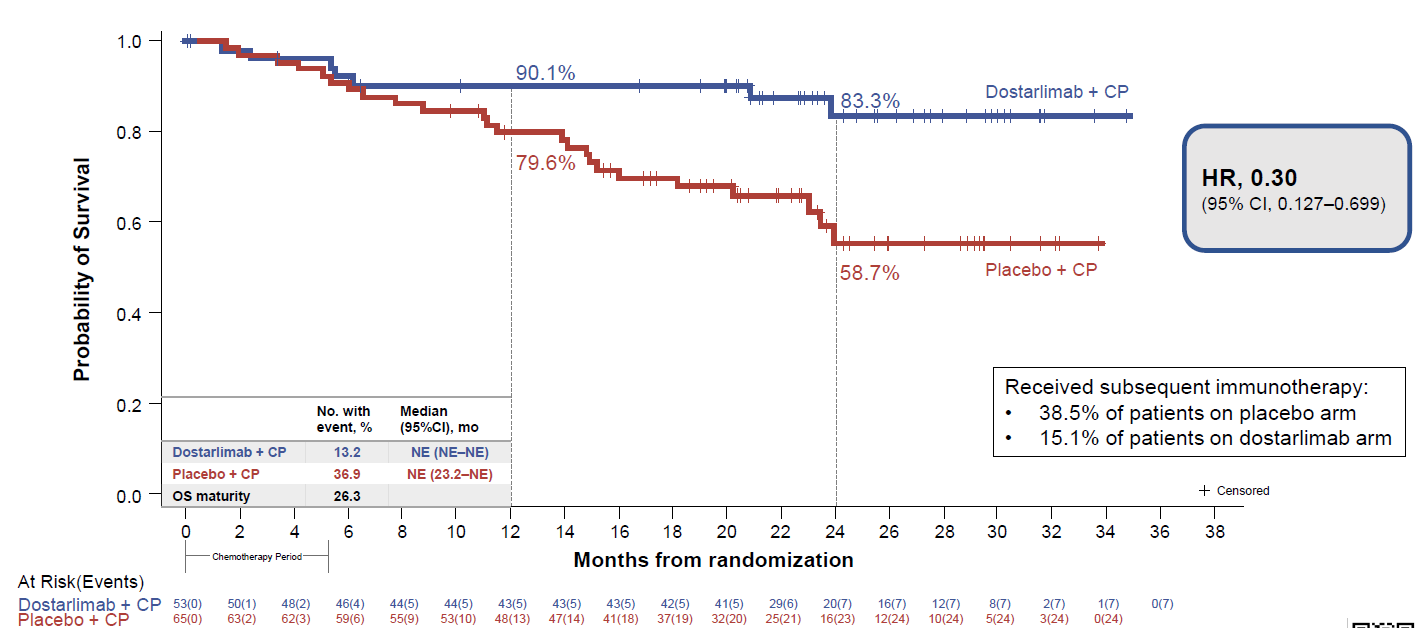 Probability of Survival
1.0
0.8
0.6
0.4
0.2
0.0
90.1%
79.6%
83.3%
58.7%
Dostarlimab + CP
Placebo + CP
HR, 0.30
(95% CI, 0.127–0.699)
Received subsequent immunotherapy:
• 38.5% of patients on placebo arm
• 15.1% of patients on dostarlimab arm
+ Censored
No. with event, % Median (95%CI), mo
Dostarlimab + CP 13.2 NE (NE–NE)
Placebo + CP 36.9 NE (23.2–NE)
OS maturity 26.3
0 2 4 6 8 10 12 14 16 18 20 22 24 26 28 30 32 34 36 38
Chemotherapy Period
Months from randomization
At Risk(Events)
Dostarlimab + CP 53(0) 50(1) 48(2) 46(4) 44(5) 44(5) 43(5) 43(5) 43(5) 42(5) 41(5) 29(6) 20(7) 16(7) 12(7) 8(7) 2(7) 1(7) 0(7)
Placebo + CP 65(0) 63(2) 62(3) 59(6) 55(9) 53(10) 48(13) 47(14) 41(18) 37(19) 32(20) 25(21) 16(23) 12(24) 10(24) 5(24) 3(24) 0(24)